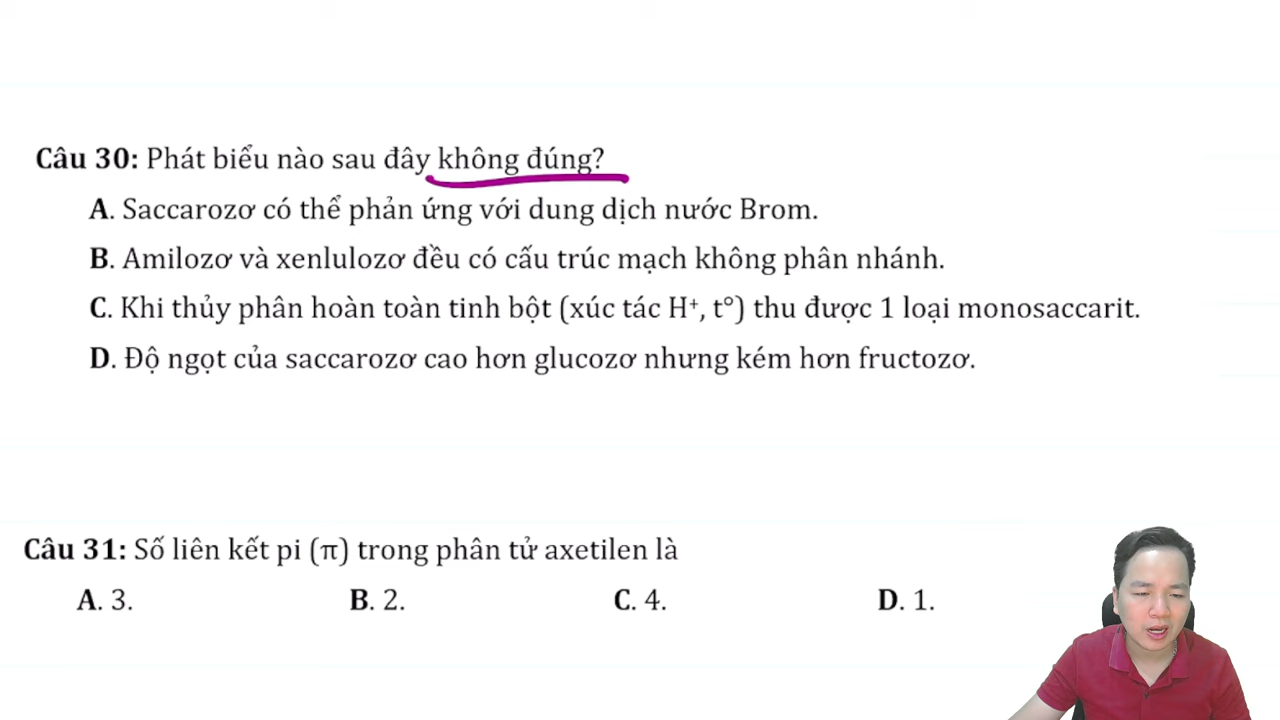 Câu 30: Phát biểu nào sau đây không đúng?
A. Saccarozơ có thể phản ứng với dung dịch nước Brom.
B. Amilozơ và xenlulozơ đều có cấu trúc mạch không phân nhánh.
C. Khi thủy phân hoàn toàn tinh bột (xúc tác H⁺, t°) thu được 1 loại monosaccarit.
D. Độ ngọt của saccarozơ cao hơn glucozơ nhưng kém hơn fructozơ.
Câu 31: Số liên kết pi (π) trong phân tử axetilen là
A. 3. B. 2. C. 4. D. 1.